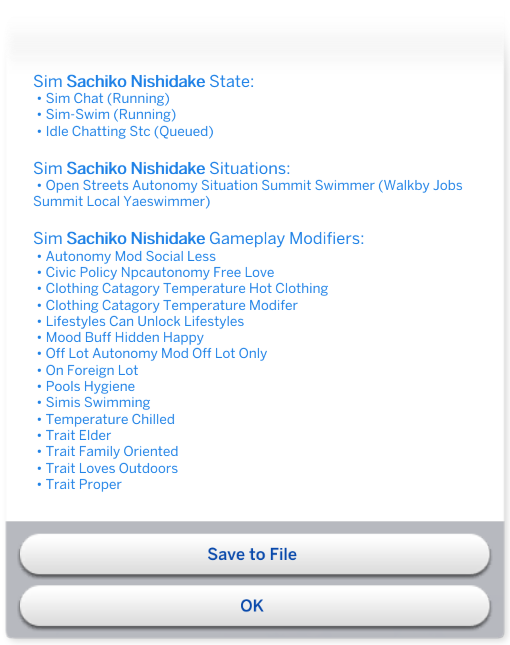 Sim Sachiko Nishidake State:
• Sim Chat (Running)
• Sim-Swim (Running)
• Idle Chatting Stc (Queued)
Sim Sachiko Nishidake Situations:
• Open Streets Autonomy Situation Summit Swimmer (Walkby Jobs
Summit Local Yaeswimmer)
Sim Sachiko Nishidake Gameplay Modifiers:
• Autonomy Mod Social Less
• Civic Policy Npcautonomy Free Love
• Clothing Catagory Temperature Hot Clothing
• Clothing Catagory Temperature Modifer
• Lifestyles Can Unlock Lifestyles
• Mood Buff Hidden Happy
• Off Lot Autonomy Mod Off Lot Only
• On Foreign Lot
• Pools Hygiene
• Simis Swimming
• Temperature Chilled
• Trait Elder
• Trait Family Oriented
• Trait Loves Outdoors
• Trait Proper
Save to File
OK